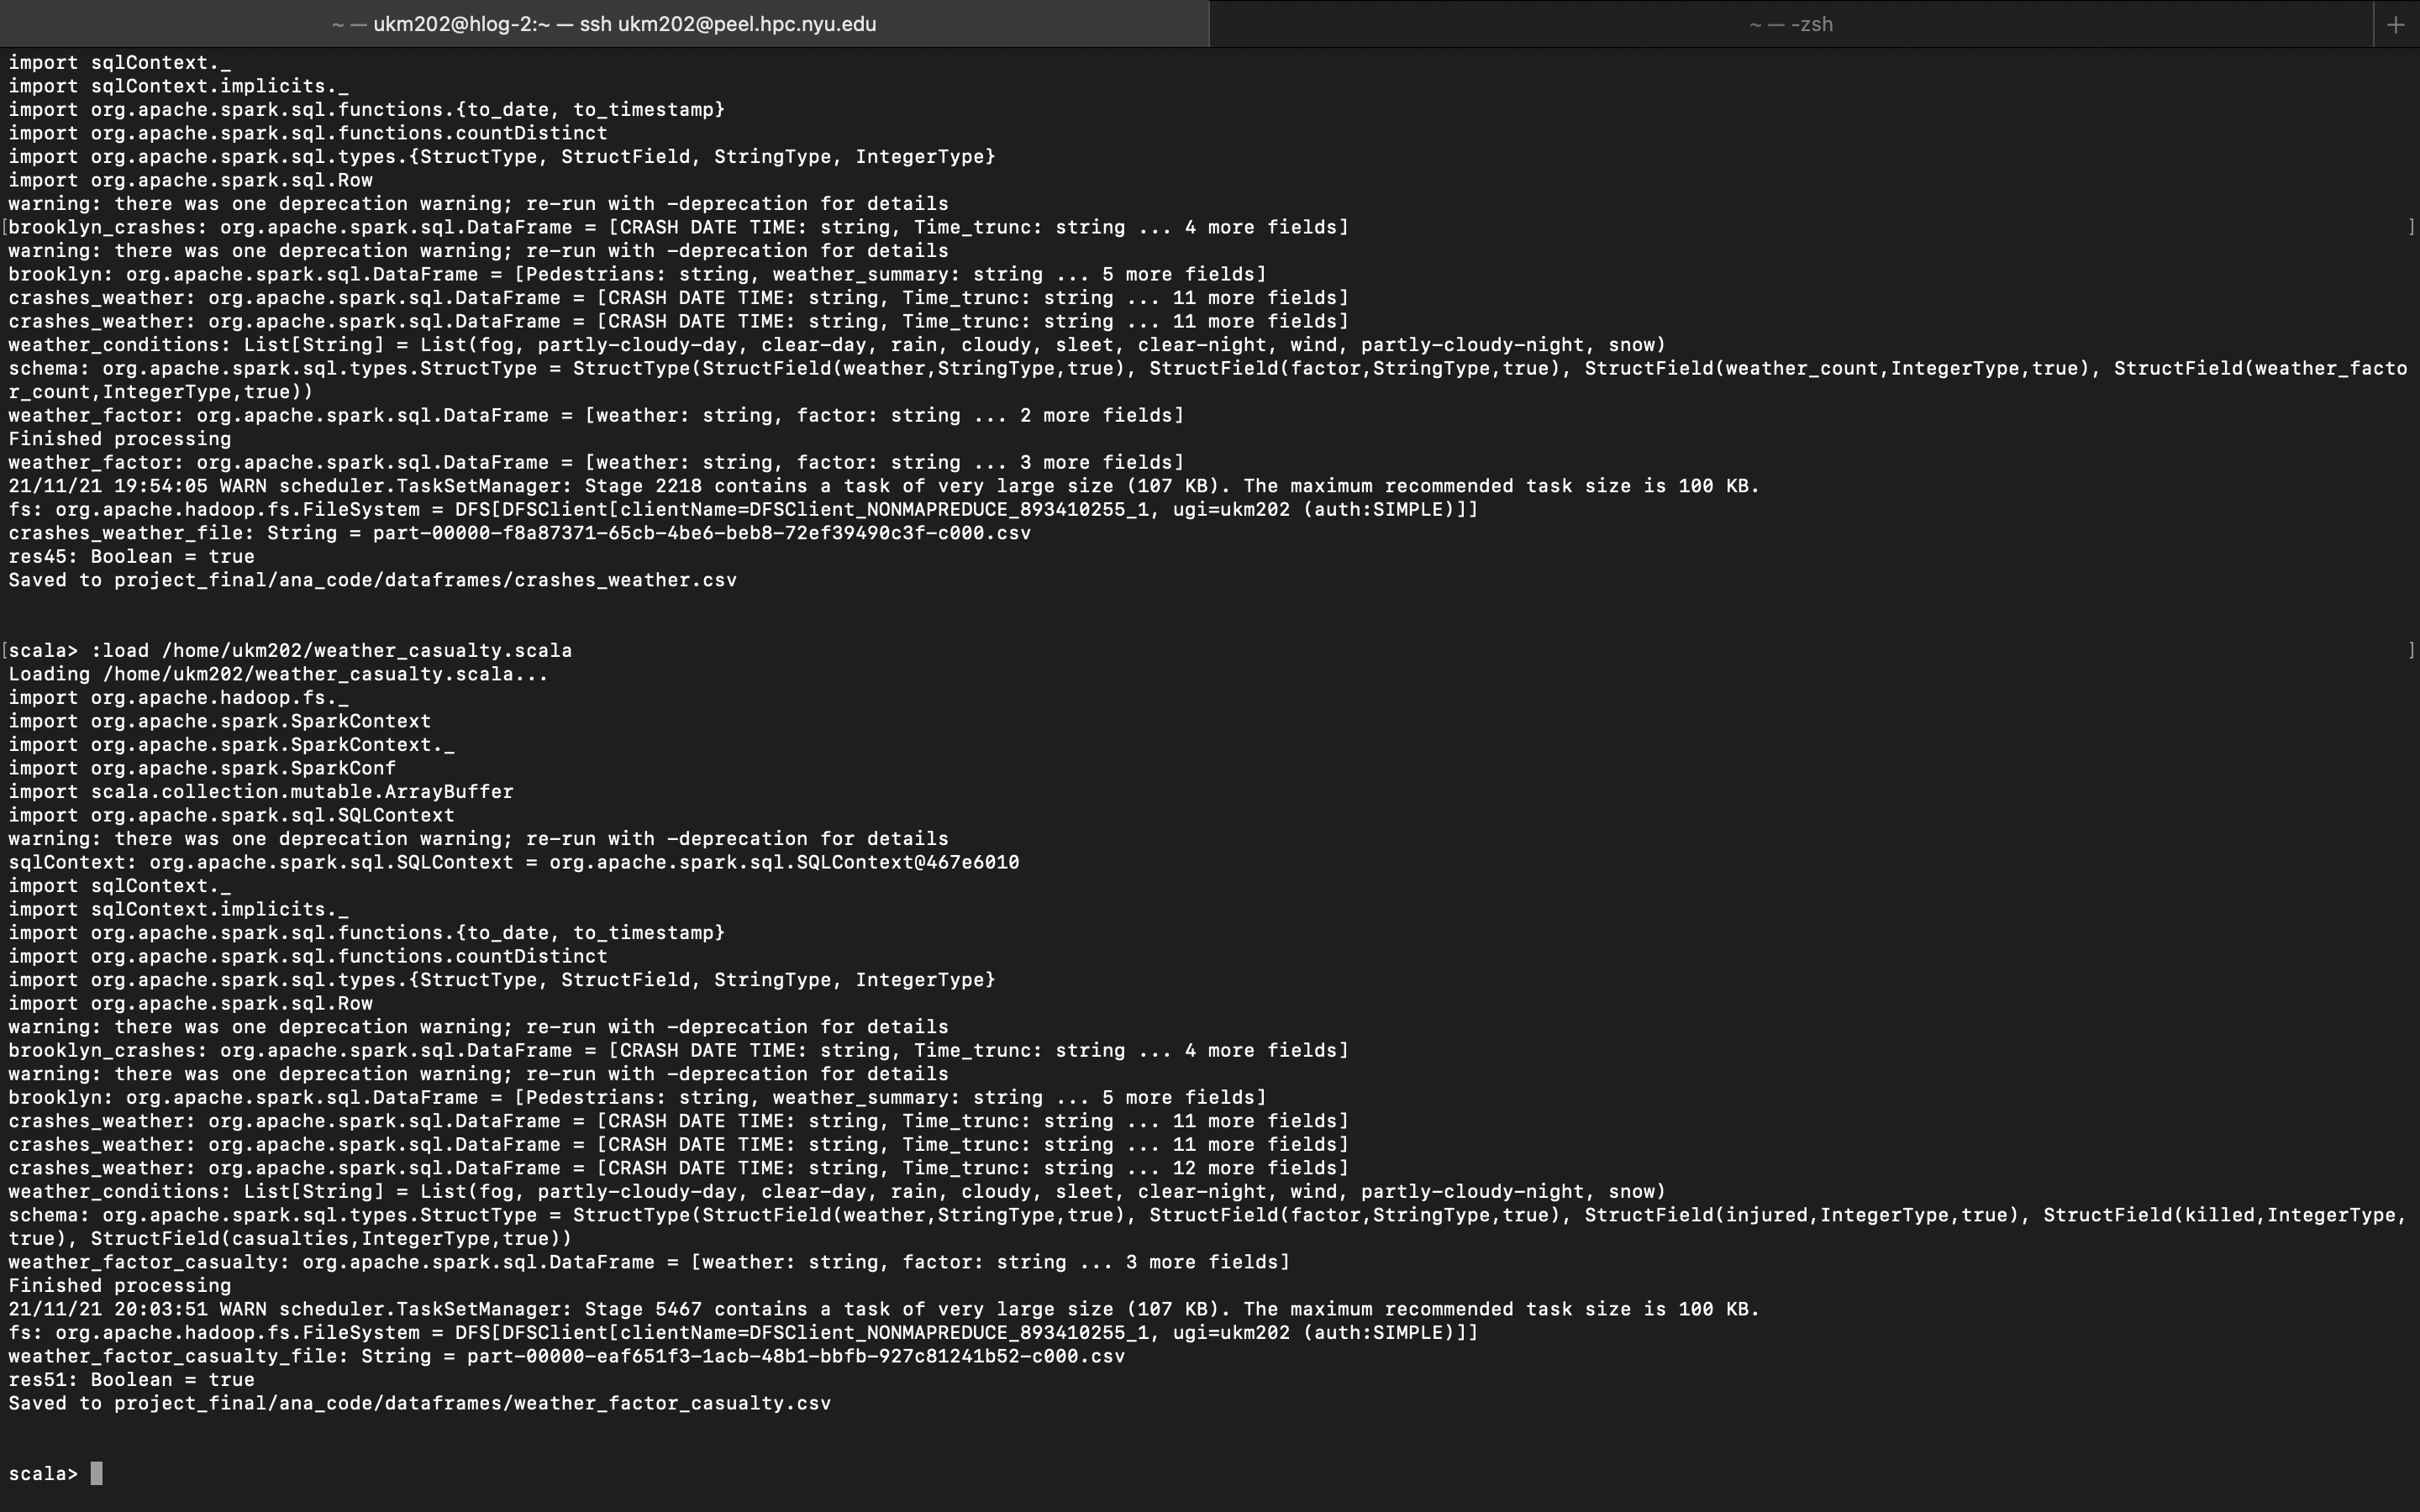 ~ — ukm202@hlog-2:~ — ssh ukm202@peel.hpc.nyu.edu
~ — -zsh
+
import sqlContext._
import sqlContext.implicits._
import org.apache.spark.sql.functions.{to_date, to_timestamp}
import org.apache.spark.sql.functions.countDistinct
import org.apache.spark.sql.types.{StructType, StructField, StringType, IntegerType}
import org.apache.spark.sql.Row
warning: there was one deprecation warning; re-run with -deprecation for details
[brooklyn_crashes: org.apache.spark.sql.DataFrame = [CRASH DATE TIME: string, Time_trunc: string ... 4 more fields] ]
warning: there was one deprecation warning; re-run with -deprecation for details
brooklyn: org.apache.spark.sql.DataFrame = [Pedestrians: string, weather_summary: string ... 5 more fields]
crashes_weather: org.apache.spark.sql.DataFrame = [CRASH DATE TIME: string, Time_trunc: string ... 11 more fields]
crashes_weather: org.apache.spark.sql.DataFrame = [CRASH DATE TIME: string, Time_trunc: string ... 11 more fields]
weather_conditions: List[String] = List(fog, partly-cloudy-day, clear-day, rain, cloudy, sleet, clear-night, wind, partly-cloudy-night, snow)
schema: org.apache.spark.sql.types.StructType = StructType(StructField(weather,StringType,true), StructField(factor,StringType,true), StructField(weather_count,IntegerType,true), StructField(weather_facto
r_count,IntegerType,true))
weather_factor: org.apache.spark.sql.DataFrame = [weather: string, factor: string ... 2 more fields]
Finished processing
weather_factor: org.apache.spark.sql.DataFrame = [weather: string, factor: string ... 3 more fields]
21/11/21 19:54:05 WARN scheduler.TaskSetManager: Stage 2218 contains a task of very large size (107 KB). The maximum recommended task size is 100 KB.
fs: org.apache.hadoop.fs.FileSystem = DFS[DFSClient[clientName=DFSClient_NONMAPREDUCE_893410255_1, ugi=ukm202 (auth:SIMPLE)]]
crashes_weather_file: String = part-00000-f8a87371-65cb-4be6-beb8-72ef39490c3f-c000.csv
res45: Boolean = true
Saved to project_final/ana_code/dataframes/crashes_weather.csv
[scala> :load /home/ukm202/weather_casualty.scala ]
Loading /home/ukm202/weather_casualty.scala...
import org.apache.hadoop.fs._
import org.apache.spark.SparkContext
import org.apache.spark.SparkContext._
import org.apache.spark.SparkConf
import scala.collection.mutable.ArrayBuffer
import org.apache.spark.sql.SQLContext
warning: there was one deprecation warning; re-run with -deprecation for details
sqlContext: org.apache.spark.sql.SQLContext = org.apache.spark.sql.SQLContext@467e6010
import sqlContext._
import sqlContext.implicits._
import org.apache.spark.sql.functions.{to_date, to_timestamp}
import org.apache.spark.sql.functions.countDistinct
import org.apache.spark.sql.types.{StructType, StructField, StringType, IntegerType}
import org.apache.spark.sql.Row
warning: there was one deprecation warning; re-run with -deprecation for details
brooklyn_crashes: org.apache.spark.sql.DataFrame = [CRASH DATE TIME: string, Time_trunc: string ... 4 more fields]
warning: there was one deprecation warning; re-run with -deprecation for details
brooklyn: org.apache.spark.sql.DataFrame = [Pedestrians: string, weather_summary: string ... 5 more fields]
crashes_weather: org.apache.spark.sql.DataFrame = [CRASH DATE TIME: string, Time_trunc: string ... 11 more fields]
crashes_weather: org.apache.spark.sql.DataFrame = [CRASH DATE TIME: string, Time_trunc: string ... 11 more fields]
crashes_weather: org.apache.spark.sql.DataFrame = [CRASH DATE TIME: string, Time_trunc: string ... 12 more fields]
weather_conditions: List[String] = List(fog, partly-cloudy-day, clear-day, rain, cloudy, sleet, clear-night, wind, partly-cloudy-night, snow)
schema: org.apache.spark.sql.types.StructType = StructType(StructField(weather,StringType,true), StructField(factor,StringType,true), StructField(injured,IntegerType,true), StructField(killed,IntegerType,
true), StructField(casualties,IntegerType,true))
weather_factor_casualty: org.apache.spark.sql.DataFrame = [weather: string, factor: string ... 3 more fields]
Finished processing
21/11/21 20:03:51 WARN scheduler.TaskSetManager: Stage 5467 contains a task of very large size (107 KB). The maximum recommended task size is 100 KB.
fs: org.apache.hadoop.fs.FileSystem = DFS[DFSClient[clientName=DFSClient_NONMAPREDUCE_893410255_1, ugi=ukm202 (auth:SIMPLE)]]
weather_factor_casualty_file: String = part-00000-eaf651f3-1acb-48b1-bbfb-927c81241b52-c000.csv
res51: Boolean = true
Saved to project_final/ana_code/dataframes/weather_factor_casualty.csv
scala>